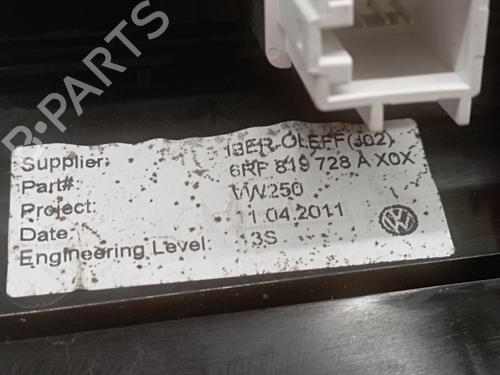 B-PARTS
Supplier: IBER-OLEFF(J02)
Part#: 6RF 819 728 A X0X
Project: VW250
Date: 11.04.2011
Engineering Level: 3S